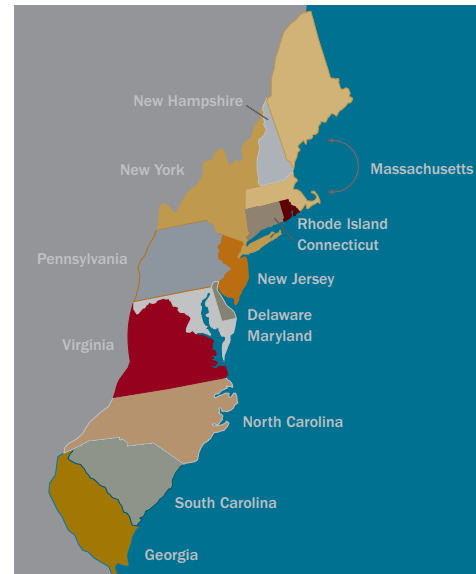 New Hampshire
New York
Massachusetts
Rhode Island
Connecticut
Pennsylvania
New Jersey
Delaware
Maryland
Virginia
North Carolina
South Carolina
Georgia